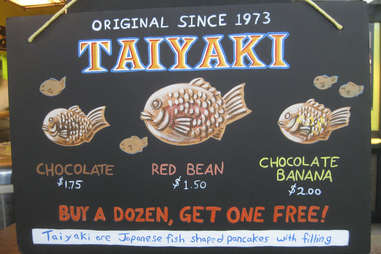 ORIGINAL SINCE 1973
TAIYAKI
CHOCOLATE
$1.75
RED BEAN
$1.50
CHOCOLATE
BANANA
$2.00
BUY A DOZEN, GET ONE FREE!
Taiyaki are Japanese fish shaped pancakes with filling